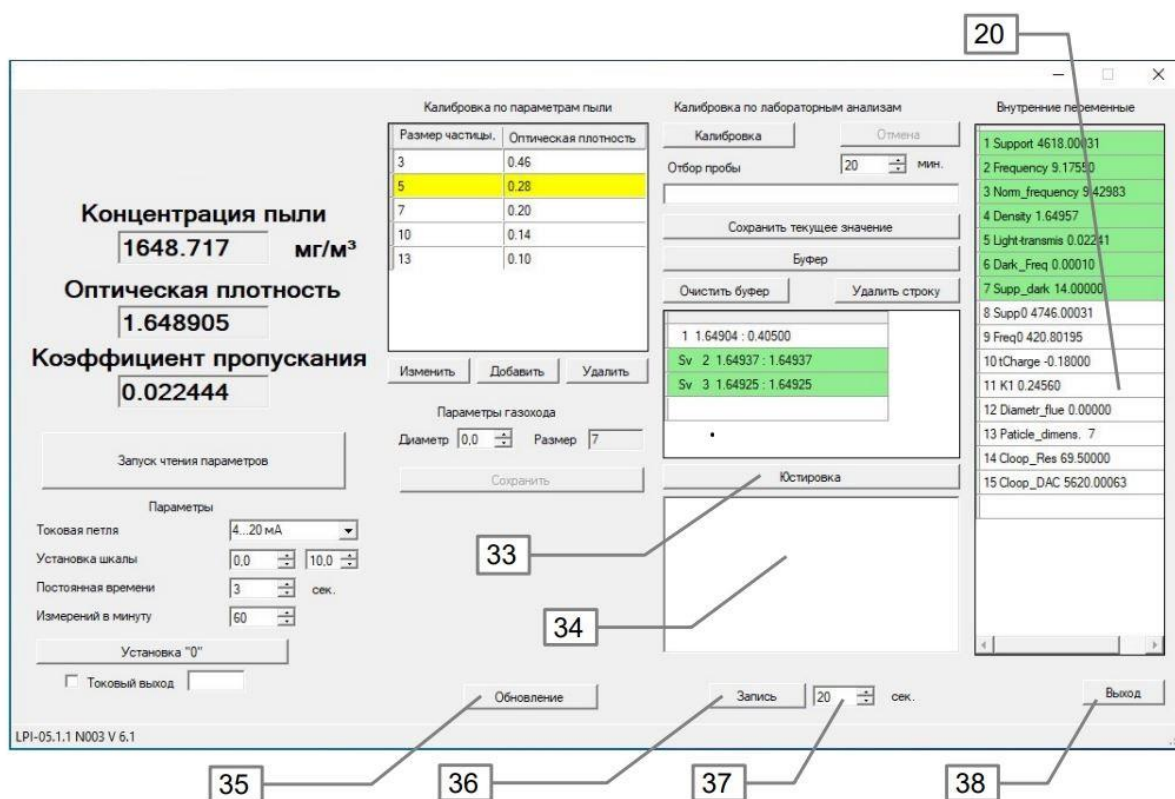 20
Концентрация пыли
1648.717 мг/м³
Оптическая плотность
1.648905
Коэффициент пропускания
0.022444
Запуск чтения параметров
Параметры
Токовая петля 4...20 мА
Установка шкалы 0,0 10,0
Постоянная времени 3 сек.
Измерений в минуту 60
Установка "0"
Токовый выход
Калибровка по параметрам пыли
Размер частицы, Оптическая плотность
3 0.46
5 0.28
7 0.20
10 0.14
13 0.10
Изменить Добавить Удалить
Параметры газохода
Диаметр 0,0 Размер 7
Сохранить
Калибровка по лабораторным анализам
Калибровка Отмена
Отбор пробы 20 мин.
Сохранить текущее значение
Буфер
Очистить буфер Удалить строку
1 1.64904 : 0.40500
Sv 2 1.64937 : 1.64937
Sv 3 1.64925 : 1.64925
Юстировка
33
34
Внутренние переменные
1 Support 4618.00031
2 Frequency 9.17550
3 Norm_frequency 9.42983
4 Density 1.64957
5 Light-transmis 0.02241
6 Dark_Freq 0.00010
7 Supp_dark 14.00000
8 Supp0 4746.00031
9 Freq0 420.80195
10 tCharge -0.18000
11 K1 0.24560
12 Diametr_flue 0.00000
13 Paticle_dimens. 7
14 Cloop_Res 69.50000
15 Cloop_DAC 5620.00063
Обновление Запись 20 сек. Выход
LPI-05.1.1 N003 V 6.1
35 36 37 38